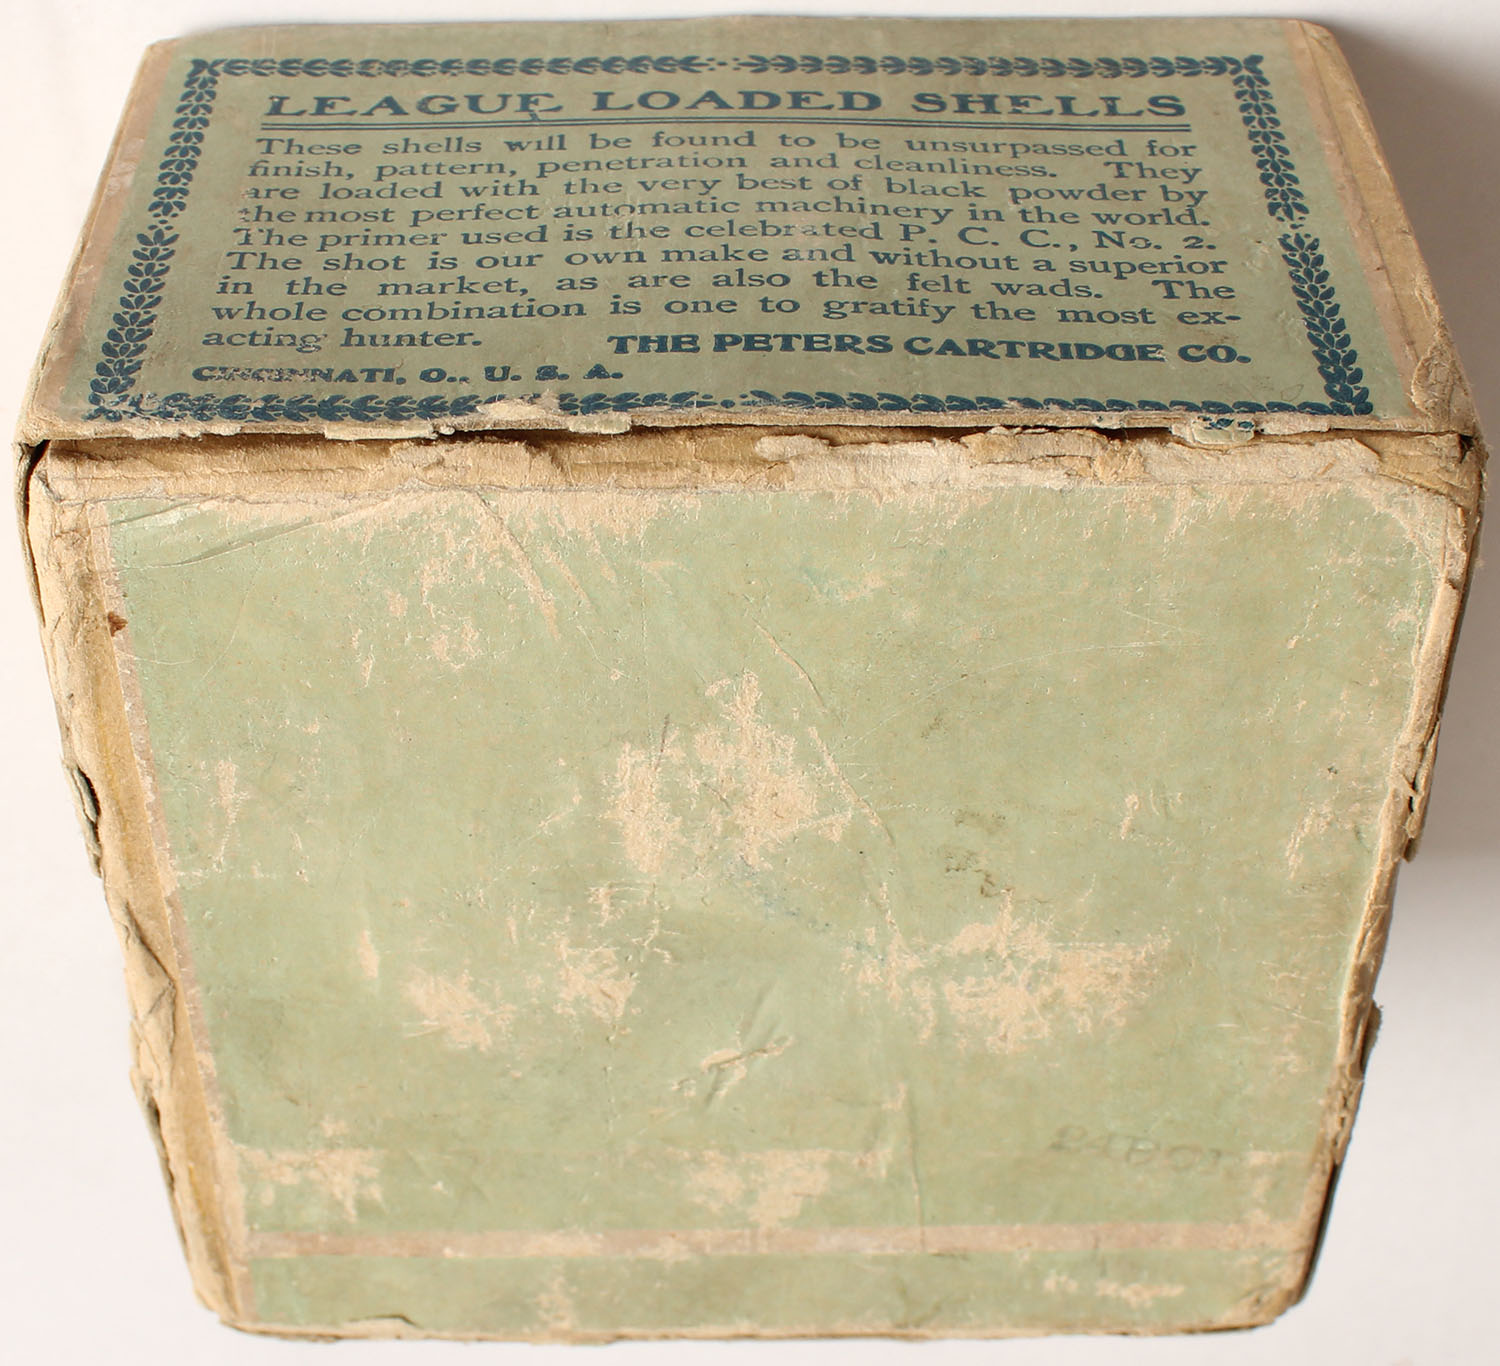 LEAGUE LOADED SHELLS
These shells will be found to be unsurpassed for
finish, pattern, penetration and cleanliness. They
are loaded with the very best of black powder by
the most perfect automatic machinery in the world.
The primer used is the celebrated P. C. C., No. 2.
The shot is our own make and without a superior
in the market, as are also the felt wads. The
whole combination is one to gratify the most ex-
acting hunter. THE PETERS CARTRIDGE CO.
CINCINNATI, O., U. S. A.